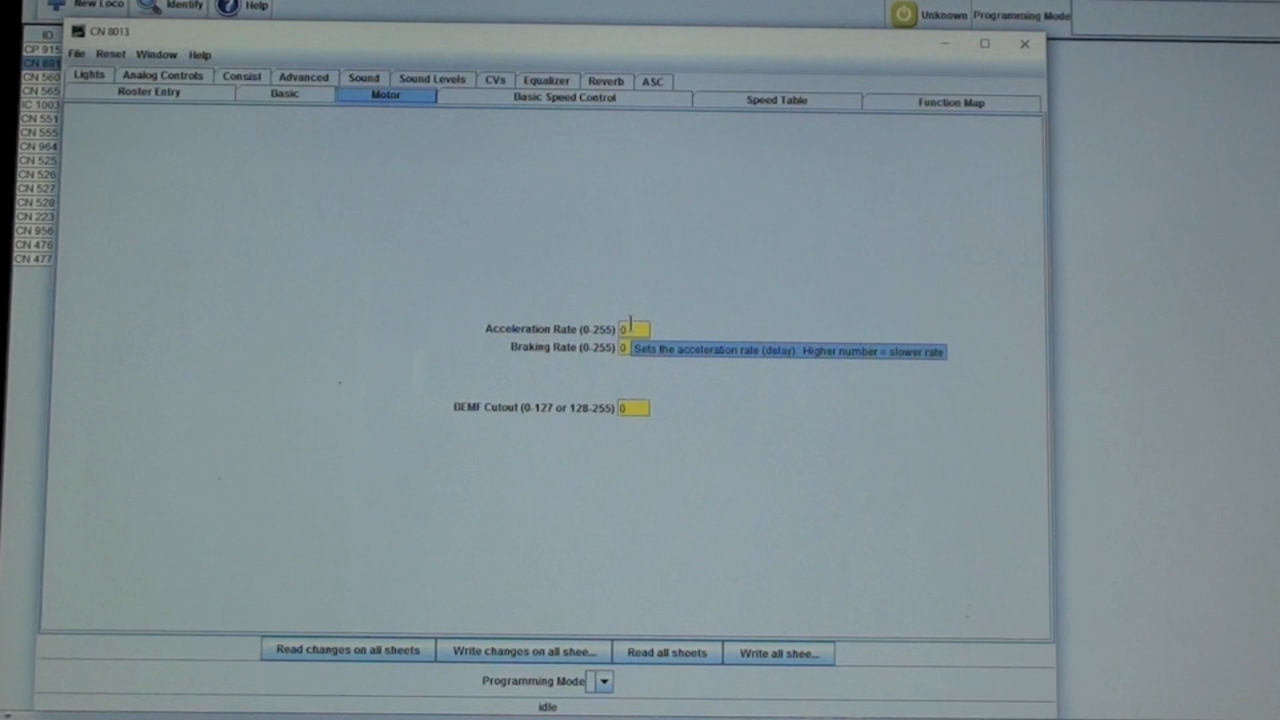 New Loco Identify Help Unknown Programming Mode
ID
CN 8013
CP 915
File Reset Window Help
CN 801
CN 560
Lights Analog Controls Consist Advanced Sound Sound Levels CVs Equalizer Reverb ASC
CN 565
Roster Entry Basic Motor Basic Speed Control Speed Table Function Map
IC 1003
CN 551
CN 555
CN 964
CN 525
CN 526
CN 527
CN 528
CN 223
CN 956
CN 476
CN 477
Acceleration Rate (0-255) 0
Braking Rate (0-255) 0 Sets the acceleration rate (delay). Higher number = slower rate
BEMF Cutout (0-127 or 128-255) 0
Read changes on all sheets Write changes on all shee... Read all sheets Write all shee...
Programming Mode
idle